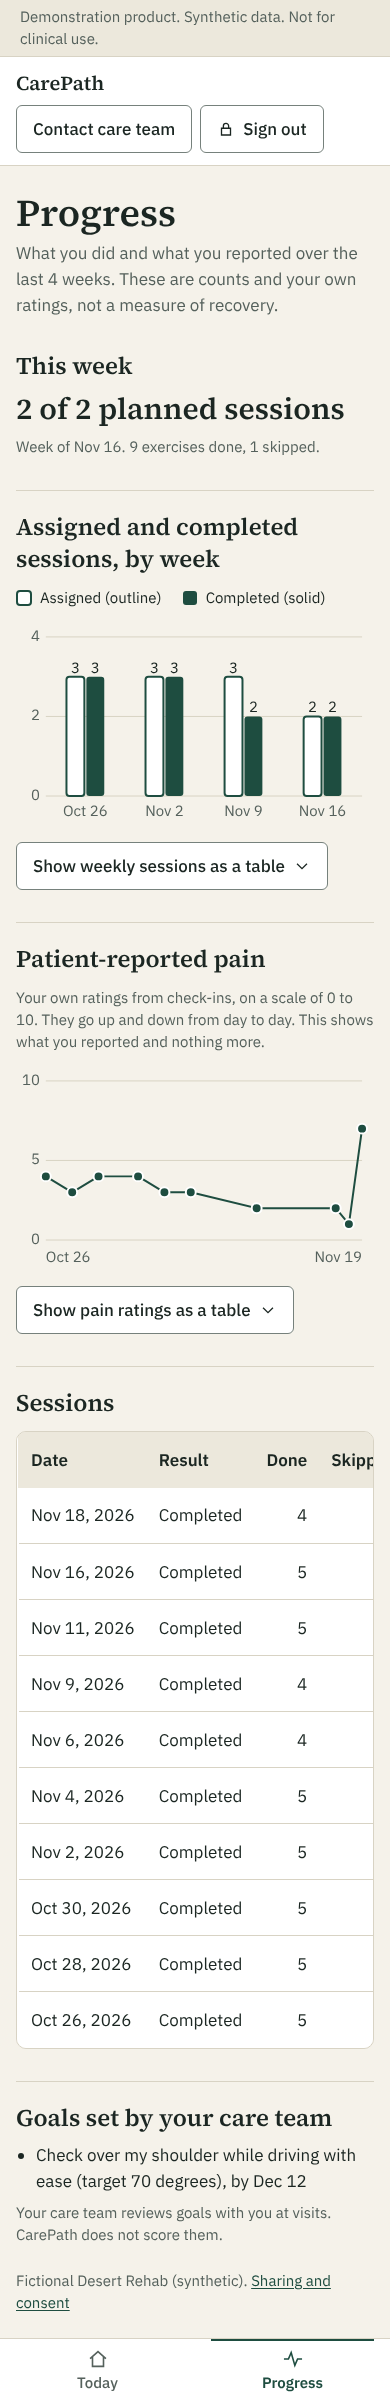 Demonstration product. Synthetic data. Not for
clinical use.
CarePath
Contact care team
Sign out
Progress
What you did and what you reported over the
last 4 weeks. These are counts and your own
ratings, not a measure of recovery.
This week
2 of 2 planned sessions
Week of Nov 16. 9 exercises done, 1 skipped.
Assigned and completed
sessions, by week
Assigned (outline) Completed (solid)
4
3 3 3 3 3
2 2 2 2
0
Oct 26 Nov 2 Nov 9 Nov 16
Show weekly sessions as a table
Patient-reported pain
Your own ratings from check-ins, on a scale of 0 to
10. They go up and down from day to day. This shows
what you reported and nothing more.
10
5
0
Oct 26 Nov 19
Show pain ratings as a table
Sessions
Date Result Done Skipp
Nov 18, 2026 Completed 4
Nov 16, 2026 Completed 5
Nov 11, 2026 Completed 5
Nov 9, 2026 Completed 4
Nov 6, 2026 Completed 4
Nov 4, 2026 Completed 5
Nov 2, 2026 Completed 5
Oct 30, 2026 Completed 5
Oct 28, 2026 Completed 5
Oct 26, 2026 Completed 5
Goals set by your care team
• Check over my shoulder while driving with
ease (target 70 degrees), by Dec 12
Your care team reviews goals with you at visits.
CarePath does not score them.
Fictional Desert Rehab (synthetic). Sharing and
consent
Today Progress